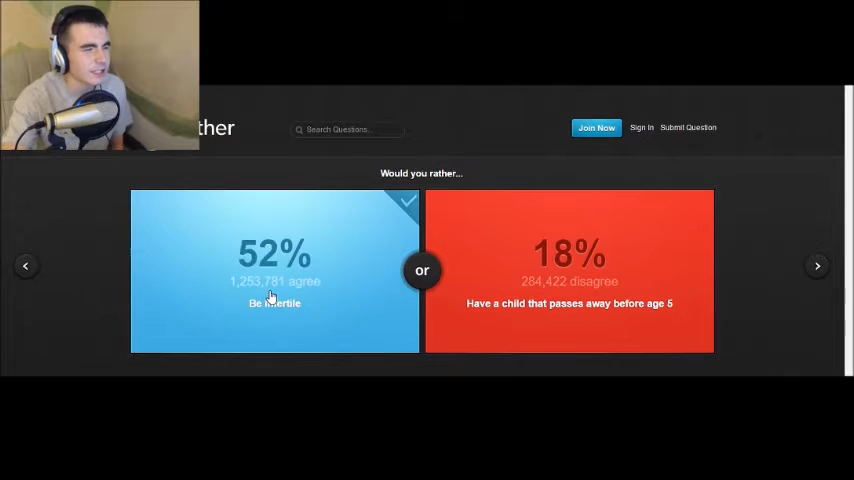 ther
Search Questions...
Join Now
Sign In
Submit Question
Would you rather...
52%
1,253,781 agree
Be infertile
or
18%
284,422 disagree
Have a child that passes away before age 5